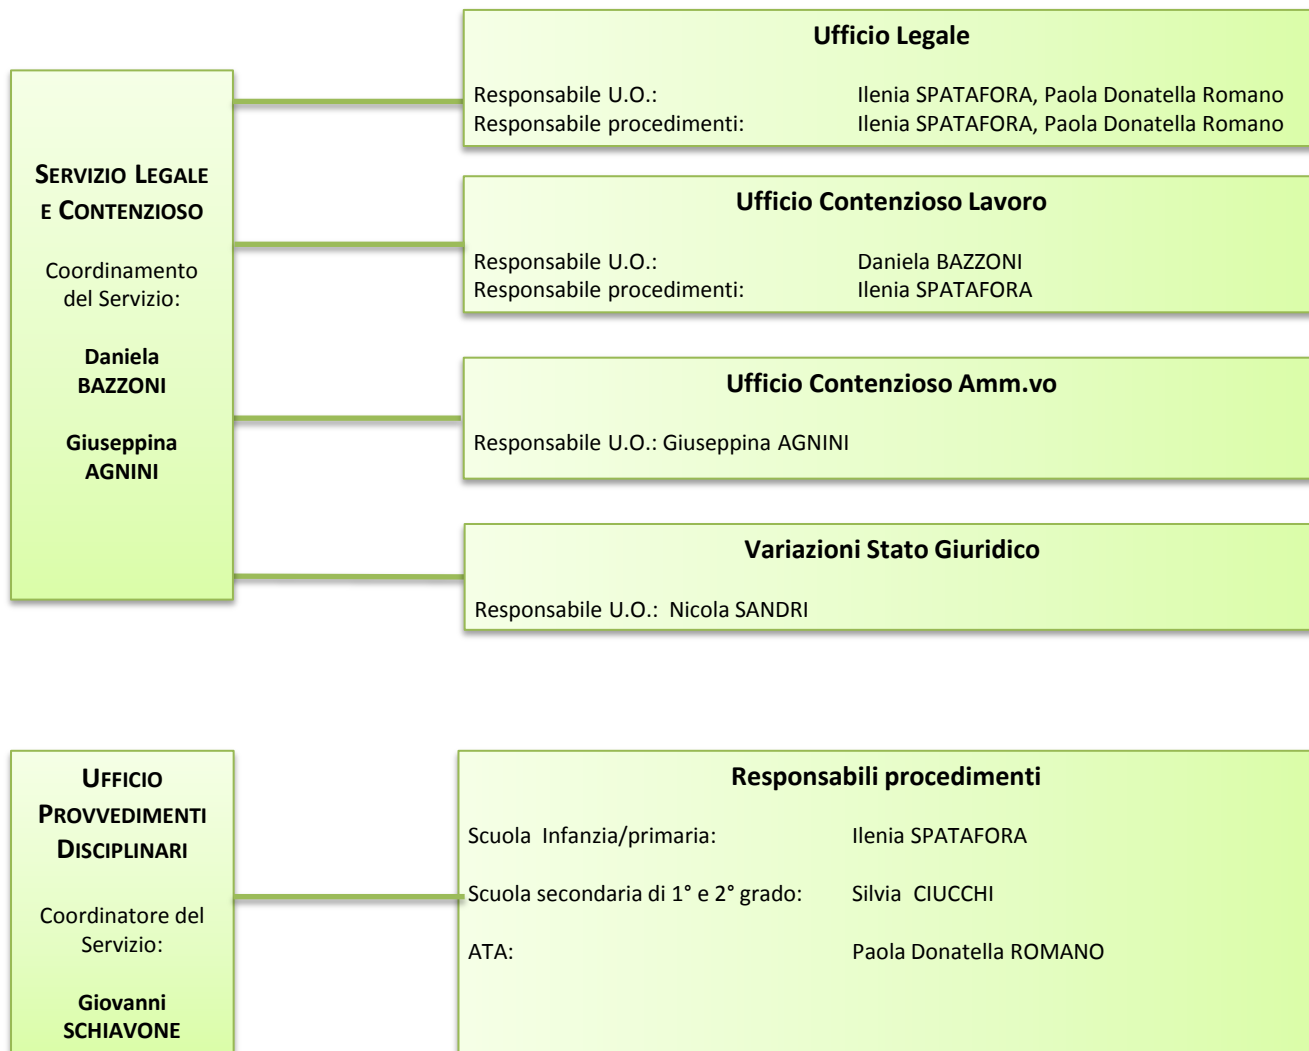 SERVIZIO LEGALE
E CONTENZIOSO
Coordinamento
del Servizio:
Daniela
BAZZONI
Giuseppina
AGNINI
Ufficio Legale
Responsabile U.O.: Ilenia SPATAFORA, Paola Donatella Romano
Responsabile procedimenti: Ilenia SPATAFORA, Paola Donatella Romano
Ufficio Contenzioso Lavoro
Responsabile U.O.: Daniela BAZZONI
Responsabile procedimenti: Ilenia SPATAFORA
Ufficio Contenzioso Amm.vo
Responsabile U.O.: Giuseppina AGNINI
Variazioni Stato Giuridico
Responsabile U.O.: Nicola SANDRI
UFFICIO
PROVVEDIMENTI
DISCIPLINARI
Coordinatore del
Servizio:
Giovanni
SCHIAVONE
Responsabili procedimenti
Scuola Infanzia/primaria: Ilenia SPATAFORA
Scuola secondaria di 1° e 2° grado: Silvia CIUCCHI
ATA: Paola Donatella ROMANO